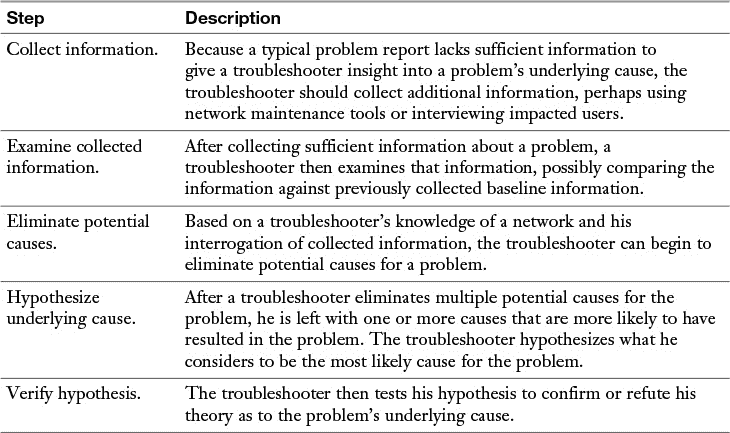 Step Description
Collect information. Because a typical problem report lacks sufficient information to
give a troubleshooter insight into a problem's underlying cause, the
troubleshooter should collect additional information, perhaps using
network maintenance tools or interviewing impacted users.
Examine collected After collecting sufficient information about a problem, a
information. troubleshooter then examines that information, possibly comparing the
information against previously collected baseline information.
Eliminate potential Based on a troubleshooter's knowledge of a network and his
causes. interrogation of collected information, the troubleshooter can begin to
eliminate potential causes for a problem.
Hypothesize After a troubleshooter eliminates multiple potential causes for the
underlying cause. problem, he is left with one or more causes that are more likely to have
resulted in the problem. The troubleshooter hypothesizes what he
considers to be the most likely cause for the problem.
Verify hypothesis. The troubleshooter then tests his hypothesis to confirm or refute his
theory as to the problem's underlying cause.